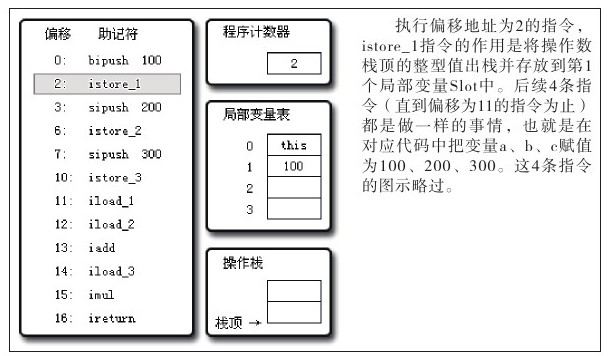 偏移 助记符
0: bipush 100
2: istore_1
3: sipush 200
6: istore_2
7: sipush 300
10: istore_3
11: iload_1
12: iload_2
13: iadd
14: iload_3
15: imul
16: ireturn
程序计数器
2
局部变量表
0 this
1 100
2
3
操作栈
栈顶 →
执行偏移地址为2的指令，
istore_1指令的作用是将操作数
栈顶的整型值出栈并存放到第1
个局部变量Slot中。后续4条指
令（直到偏移为11的指令为止）
都是做一样的事情，也就是在
对应代码中把变量a、b、c赋值
为100、200、300。这4条指令
的图示略过。